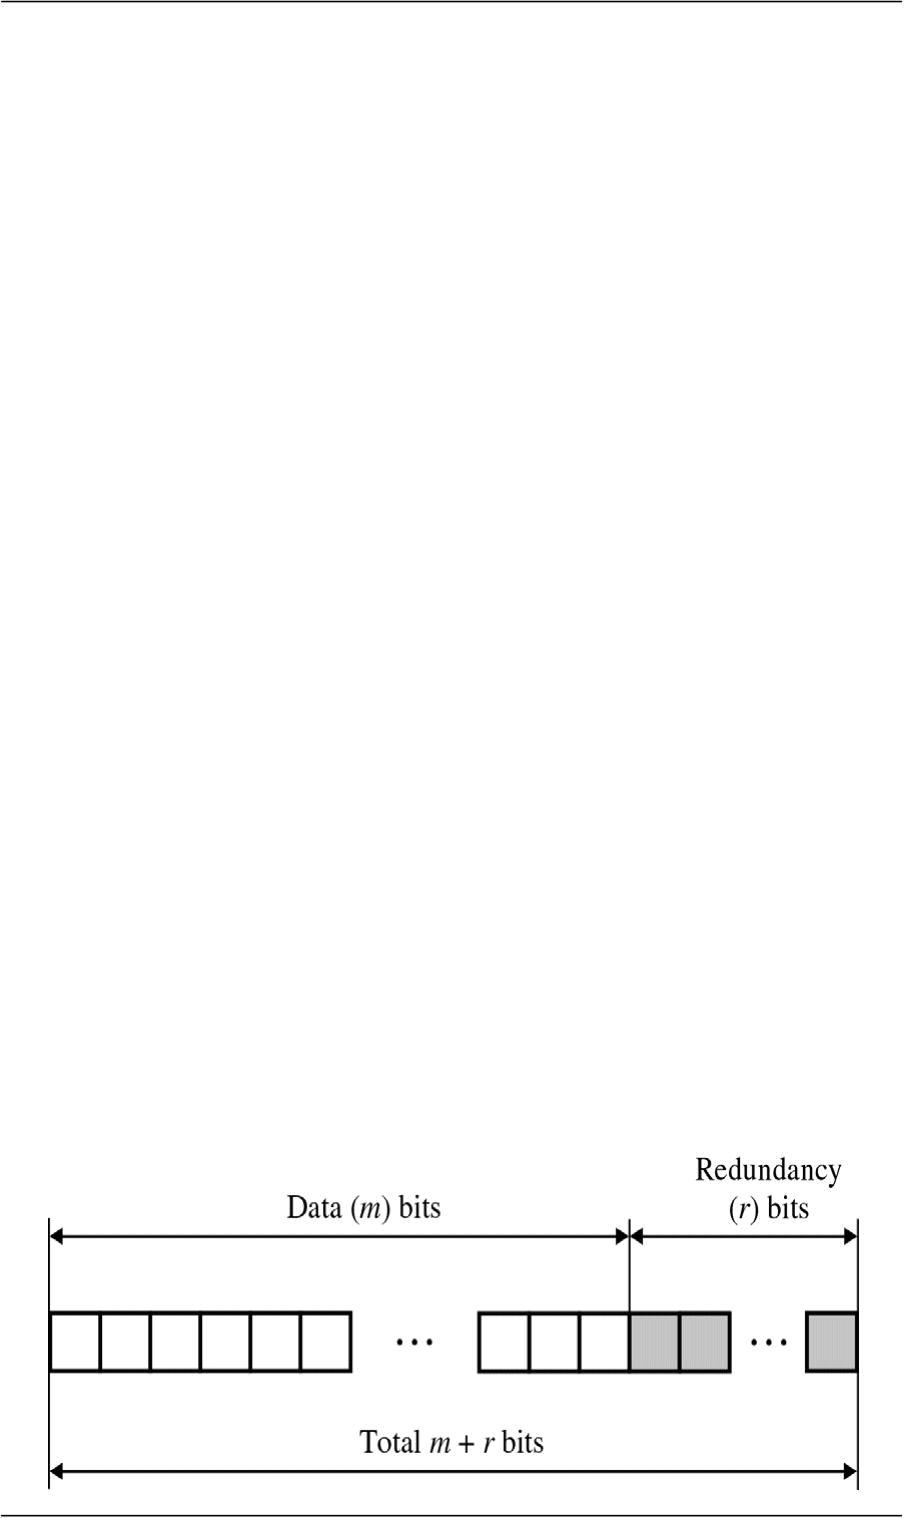 Redundancy
Data (m) bits
(r) bits
...
...
Total m + r bits